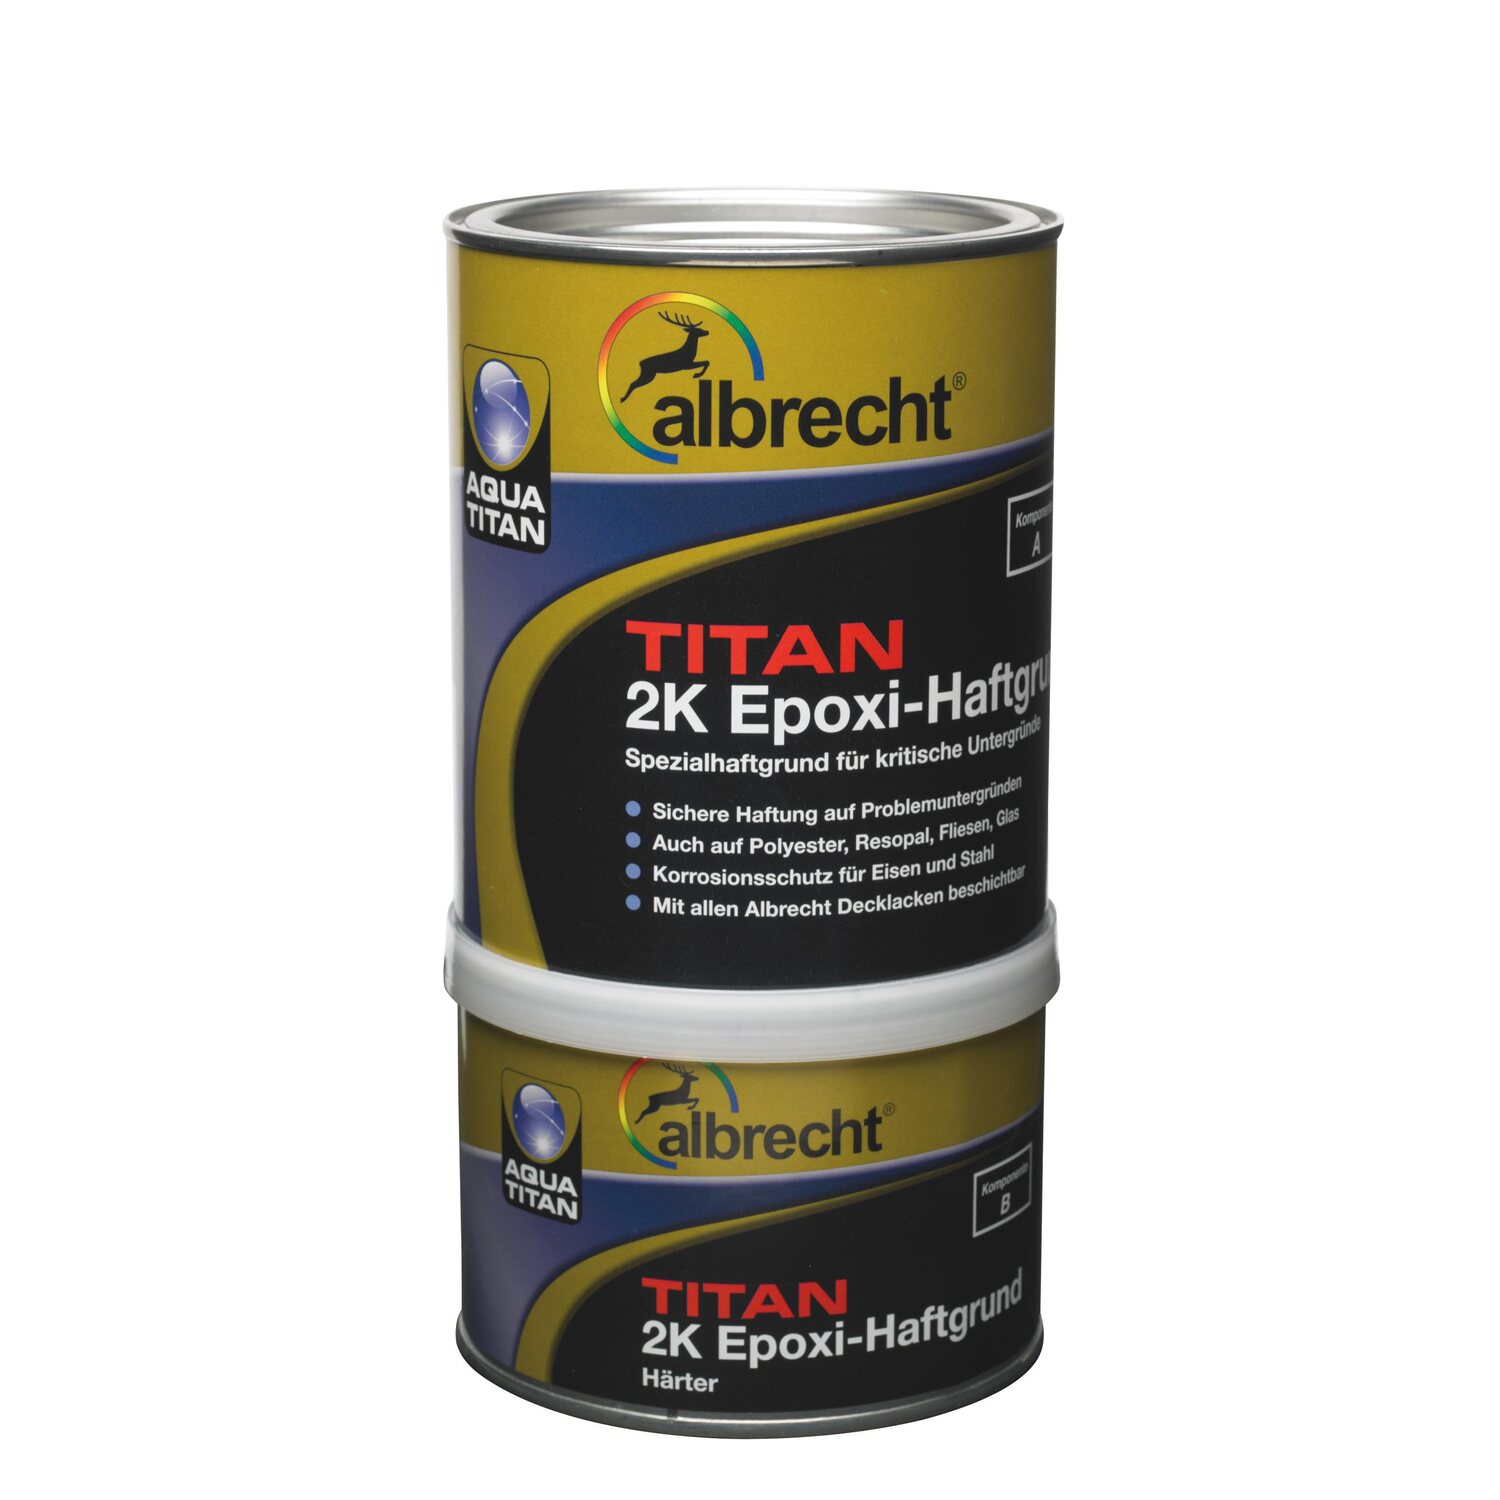 albrecht®
AQUA
TITAN
Komponente
A
TITAN
2K Epoxi-Haftgru
Spezialhaftgrund für kritische Untergründe
Sichere Haftung auf Problemuntergründen
Auch auf Polyester, Resopal, Fliesen, Glas
Korrosionsschutz für Eisen und Stahl
Mit allen Albrecht Decklacken beschichtbar
albrecht®
AQUA
TITAN
Komponente
B
TITAN
2K Epoxi-Haftgrund
Härter